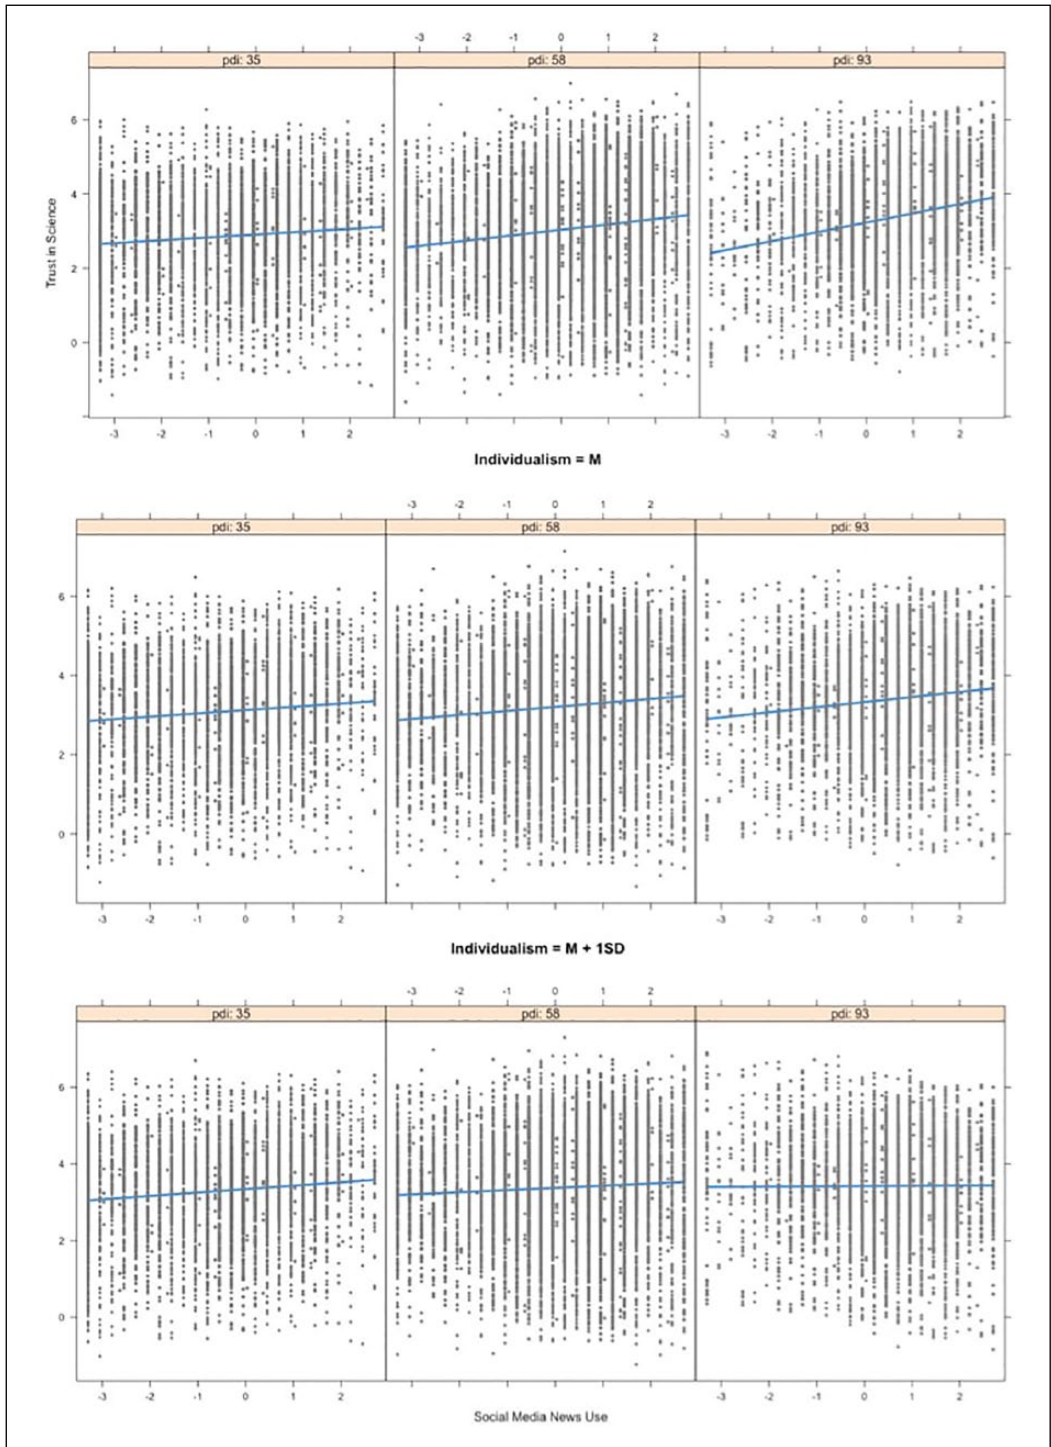 -3 -2 -1 0 1 2
pdi: 35 pdi: 58 pdi: 93
6
4
2
0
Trust in Science
-3 -2 -1 0 1 2 -3 -2 -1 0 1 2
Individualism = M
-3 -2 -1 0 1 2
pdi: 35 pdi: 58 pdi: 93
6
4
2
0
-3 -2 -1 0 1 2 -3 -2 -1 0 1 2
Individualism = M + 1SD
-3 -2 -1 0 1 2
pdi: 35 pdi: 58 pdi: 93
6
4
2
0
-3 -2 -1 0 1 2 -3 -2 -1 0 1 2
Social Media News Use